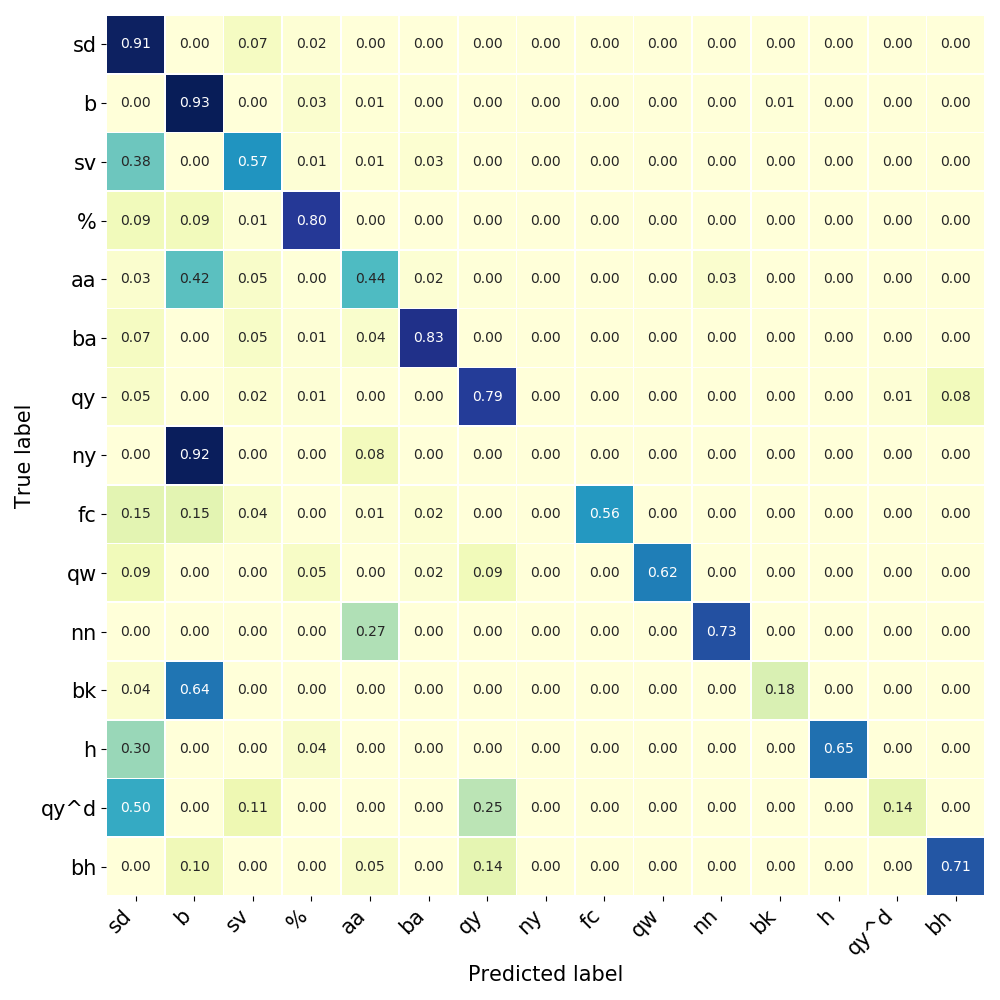 sd 0.91 0.00 0.07 0.02 0.00 0.00 0.00 0.00 0.00 0.00 0.00 0.00 0.00 0.00 0.00
b 0.00 0.93 0.00 0.03 0.01 0.00 0.00 0.00 0.00 0.00 0.00 0.01 0.00 0.00 0.00
sv 0.38 0.00 0.57 0.01 0.01 0.03 0.00 0.00 0.00 0.00 0.00 0.00 0.00 0.00 0.00
% 0.09 0.09 0.01 0.80 0.00 0.00 0.00 0.00 0.00 0.00 0.00 0.00 0.00 0.00 0.00
aa 0.03 0.42 0.05 0.00 0.44 0.02 0.00 0.00 0.00 0.00 0.03 0.00 0.00 0.00 0.00
ba 0.07 0.00 0.05 0.01 0.04 0.83 0.00 0.00 0.00 0.00 0.00 0.00 0.00 0.00 0.00
qy 0.05 0.00 0.02 0.01 0.00 0.00 0.79 0.00 0.00 0.00 0.00 0.00 0.00 0.01 0.08
ny 0.00 0.92 0.00 0.00 0.08 0.00 0.00 0.00 0.00 0.00 0.00 0.00 0.00 0.00 0.00
fc 0.15 0.15 0.04 0.00 0.01 0.02 0.00 0.00 0.56 0.00 0.00 0.00 0.00 0.00 0.00
qw 0.09 0.00 0.00 0.05 0.00 0.02 0.09 0.00 0.00 0.62 0.00 0.00 0.00 0.00 0.00
nn 0.00 0.00 0.00 0.00 0.27 0.00 0.00 0.00 0.00 0.00 0.73 0.00 0.00 0.00 0.00
bk 0.04 0.64 0.00 0.00 0.00 0.00 0.00 0.00 0.00 0.00 0.00 0.18 0.00 0.00 0.00
h 0.30 0.00 0.00 0.04 0.00 0.00 0.00 0.00 0.00 0.00 0.00 0.00 0.65 0.00 0.00
qy^d 0.50 0.00 0.11 0.00 0.00 0.00 0.25 0.00 0.00 0.00 0.00 0.00 0.00 0.14 0.00
bh 0.00 0.10 0.00 0.00 0.05 0.00 0.14 0.00 0.00 0.00 0.00 0.00 0.00 0.00 0.71
True label
sd b sv % aa ba qy ny fc qw nn bk h qy^d bh
Predicted label